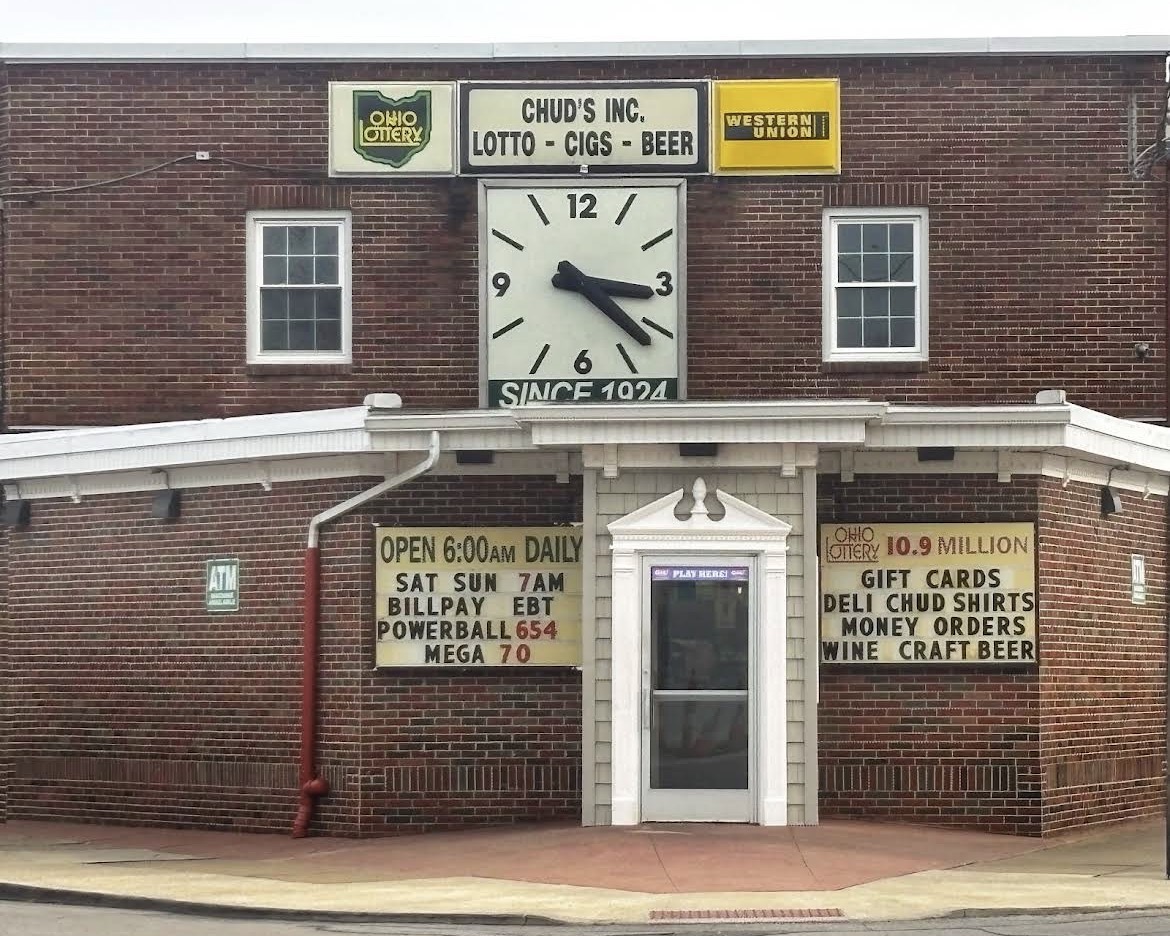 OHIO
LOTTERY
CHUD'S INC.
LOTTO - CIGS - BEER
WESTERN
UNION
12
9
3
6
SINCE 1924
ATM
OPEN 6:00AM DAILY
SAT SUN 7AM
BILLPAY EBT
POWERBALL 654
MEGA 70
PLAY HERE!
OHIO
LOTTERY
10.9 MILLION
GIFT CARDS
DELI CHUD SHIRTS
MONEY ORDERS
WINE CRAFT BEER